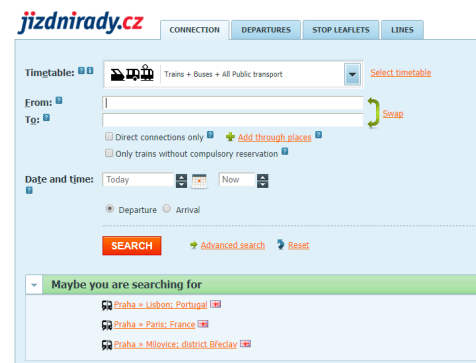 jizdnirady.cz
CONNECTION DEPARTURES STOP LEAFLETS LINES
Timetable: ? i Trains + Buses + All Public transport Select timetable
From: ?
To: ? Swap
Direct connections only ? Add through places ?
Only trains without compulsory reservation ?
Date and time: Today Now
?
Departure Arrival
SEARCH Advanced search ? Reset
Maybe you are searching for
Praha » Lisbon; Portugal
Praha » Paris; France
Praha » Milovice; district Břeclav